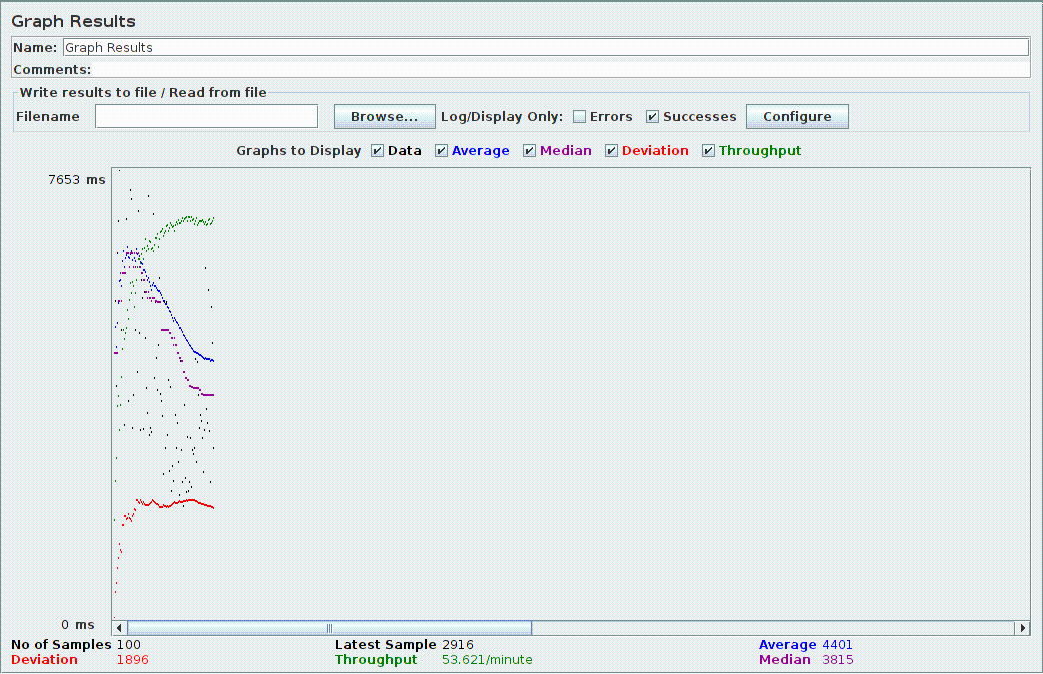 Graph Results
Name: Graph Results
Comments:
Write results to file / Read from file
Filename Browse... Log/Display Only: Errors Successes Configure
Graphs to Display Data Average Median Deviation Throughput
7653 ms
0 ms
No of Samples 100 Latest Sample 2916 Average 4401
Deviation 1896 Throughput 53.621/minute Median 3815